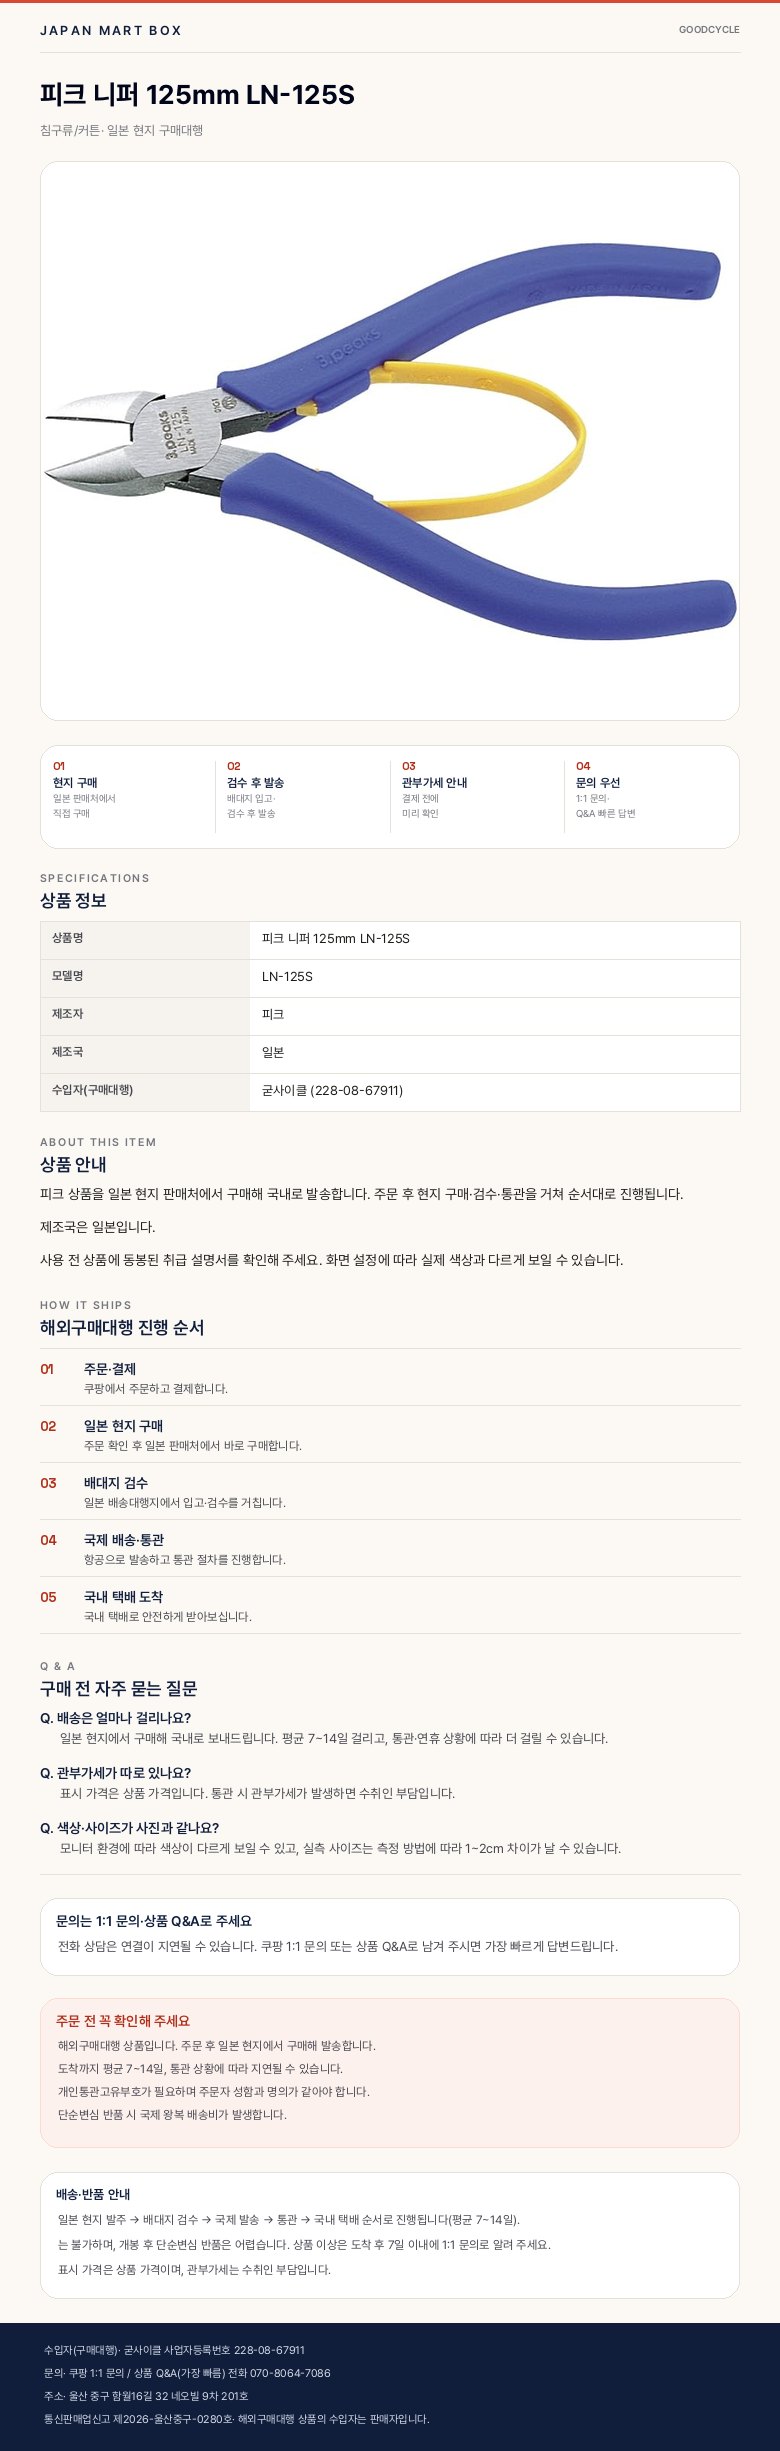 JAPAN MART BOX
GOODCYCLE
피크 니퍼 125mm LN-125S
침구류/커튼· 일본 현지 구매대행
3.peaks
MADE IN JAPAN
3.peaks
LN-125
MADE IN JAPAN
01
현지 구매
일본 판매처에서
직접 구매
02
검수 후 발송
배대지 입고·
검수 후 발송
03
관부가세 안내
결제 전에
미리 확인
04
문의 우선
1:1 문의·
Q&A 빠른 답변
SPECIFICATIONS
상품 정보
상품명 피크 니퍼 125mm LN-125S
모델명 LN-125S
제조자 피크
제조국 일본
수입자(구매대행) 굳사이클 (228-08-67911)
ABOUT THIS ITEM
상품 안내
피크 상품을 일본 현지 판매처에서 구매해 국내로 발송합니다. 주문 후 현지 구매·검수·통관을 거쳐 순서대로 진행됩니다.
제조국은 일본입니다.
사용 전 상품에 동봉된 취급 설명서를 확인해 주세요. 화면 설정에 따라 실제 색상과 다르게 보일 수 있습니다.
HOW IT SHIPS
해외구매대행 진행 순서
01 주문·결제
쿠팡에서 주문하고 결제합니다.
02 일본 현지 구매
주문 확인 후 일본 판매처에서 바로 구매합니다.
03 배대지 검수
일본 배송대행지에서 입고·검수를 거칩니다.
04 국제 배송·통관
항공으로 발송하고 통관 절차를 진행합니다.
05 국내 택배 도착
국내 택배로 안전하게 받아보십니다.
Q & A
구매 전 자주 묻는 질문
Q. 배송은 얼마나 걸리나요?
일본 현지에서 구매해 국내로 보내드립니다. 평균 7~14일 걸리고, 통관·연휴 상황에 따라 더 걸릴 수 있습니다.
Q. 관부가세가 따로 있나요?
표시 가격은 상품 가격입니다. 통관 시 관부가세가 발생하면 수취인 부담입니다.
Q. 색상·사이즈가 사진과 같나요?
모니터 환경에 따라 색상이 다르게 보일 수 있고, 실측 사이즈는 측정 방법에 따라 1~2cm 차이가 날 수 있습니다.
문의는 1:1 문의·상품 Q&A로 주세요
전화 상담은 연결이 지연될 수 있습니다. 쿠팡 1:1 문의 또는 상품 Q&A로 남겨 주시면 가장 빠르게 답변드립니다.
주문 전 꼭 확인해 주세요
해외구매대행 상품입니다. 주문 후 일본 현지에서 구매해 발송합니다.
도착까지 평균 7~14일, 통관 상황에 따라 지연될 수 있습니다.
개인통관고유부호가 필요하며 주문자 성함과 명의가 같아야 합니다.
단순변심 반품 시 국제 왕복 배송비가 발생합니다.
배송·반품 안내
일본 현지 발주 → 배대지 검수 → 국제 발송 → 통관 → 국내 택배 순서로 진행됩니다(평균 7~14일).
는 불가하며, 개봉 후 단순변심 반품은 어렵습니다. 상품 이상은 도착 후 7일 이내에 1:1 문의로 알려 주세요.
표시 가격은 상품 가격이며, 관부가세는 수취인 부담입니다.
수입자(구매대행)· 굳사이클 사업자등록번호 228-08-67911
문의· 쿠팡 1:1 문의 / 상품 Q&A(가장 빠름) 전화 070-8064-7086
주소· 울산 중구 함월16길 32 네오빌 9차 201호
통신판매업신고 제2026-울산중구-0280호· 해외구매대행 상품의 수입자는 판매자입니다.